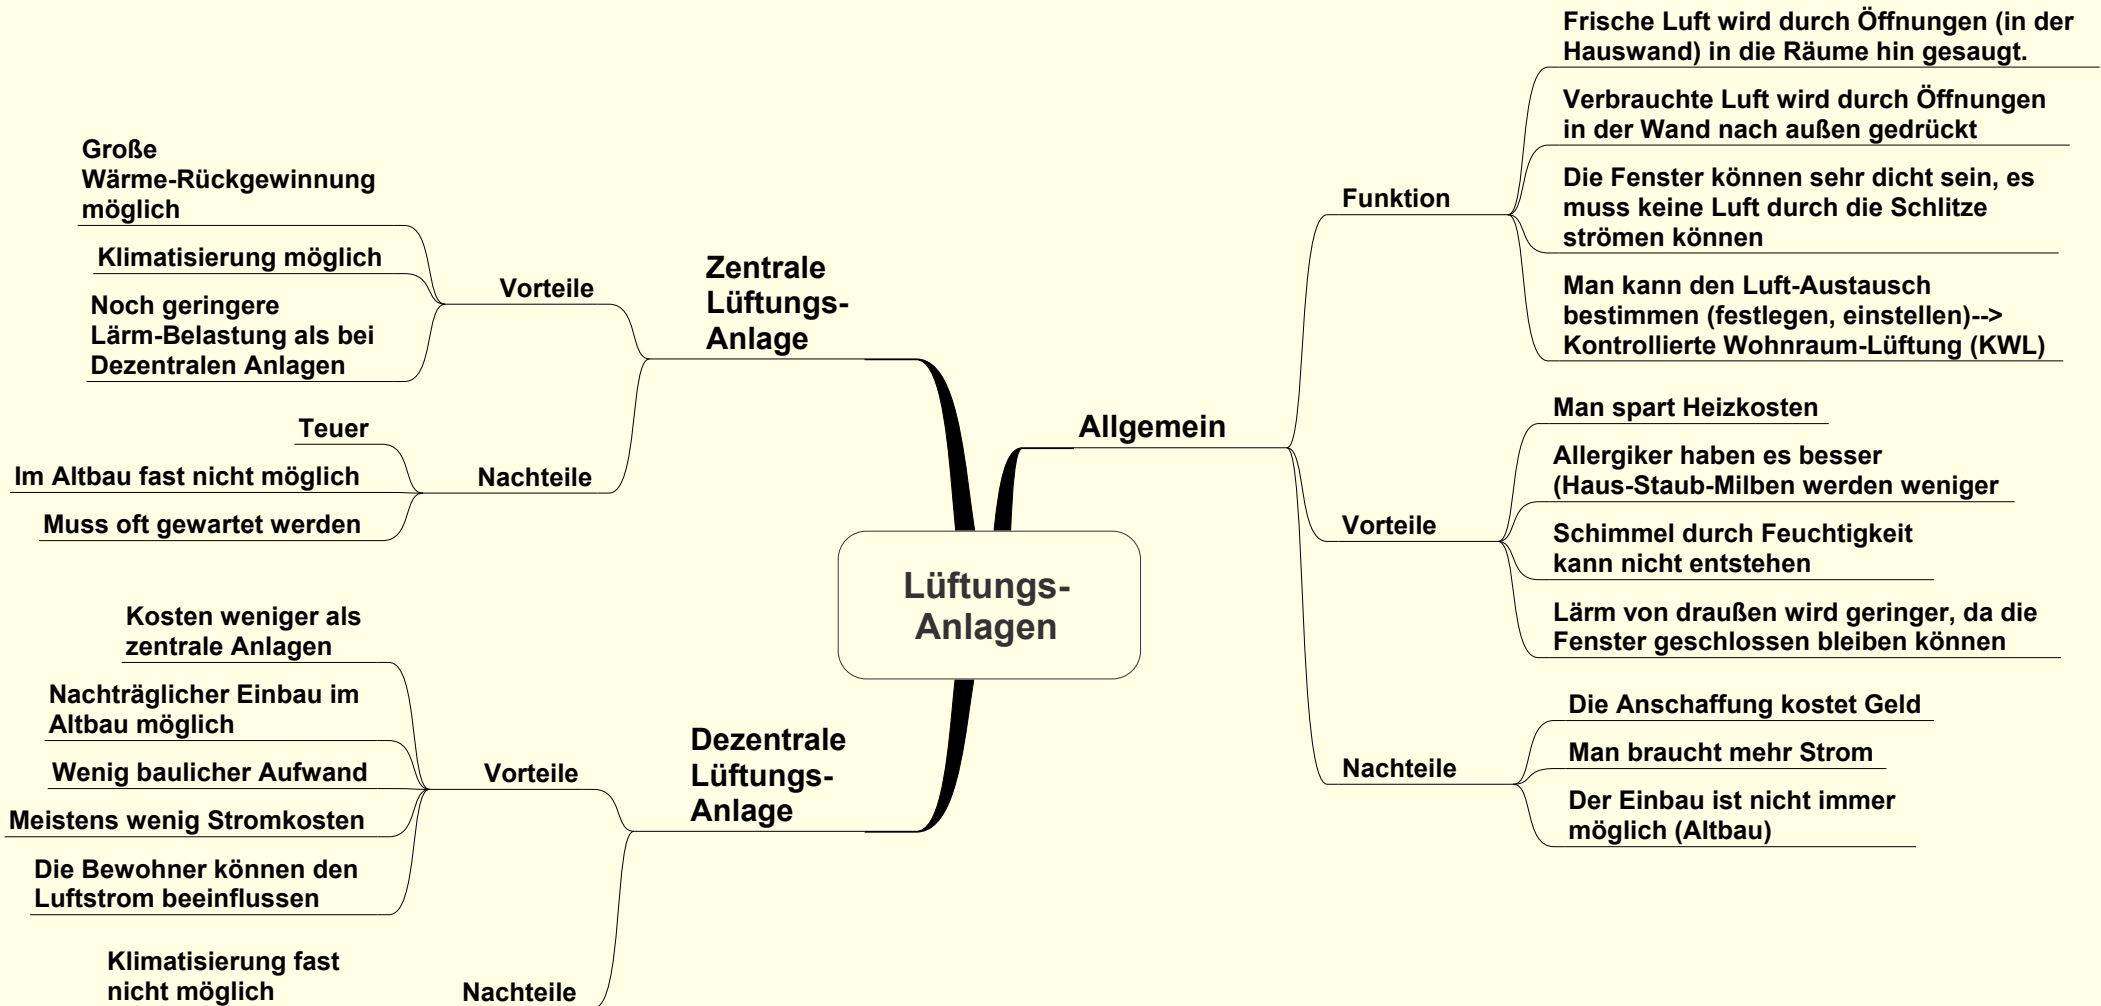 Lüftungs-
Anlagen
Allgemein
Funktion
Frische Luft wird durch Öffnungen (in der
Hauswand) in die Räume hin gesaugt.
Verbrauchte Luft wird durch Öffnungen
in der Wand nach außen gedrückt
Die Fenster können sehr dicht sein, es
muss keine Luft durch die Schlitze
strömen können
Man kann den Luft-Austausch
bestimmen (festlegen, einstellen)-->
Kontrollierte Wohnraum-Lüftung (KWL)
Vorteile
Man spart Heizkosten
Allergiker haben es besser
(Haus-Staub-Milben werden weniger
Schimmel durch Feuchtigkeit
kann nicht entstehen
Lärm von draußen wird geringer, da die
Fenster geschlossen bleiben können
Nachteile
Die Anschaffung kostet Geld
Man braucht mehr Strom
Der Einbau ist nicht immer
möglich (Altbau)
Zentrale
Lüftungs-
Anlage
Vorteile
Große
Wärme-Rückgewinnung
möglich
Klimatisierung möglich
Noch geringere
Lärm-Belastung als bei
Dezentralen Anlagen
Nachteile
Teuer
Im Altbau fast nicht möglich
Muss oft gewartet werden
Dezentrale
Lüftungs-
Anlage
Vorteile
Kosten weniger als
zentrale Anlagen
Nachträglicher Einbau im
Altbau möglich
Wenig baulicher Aufwand
Meistens wenig Stromkosten
Die Bewohner können den
Luftstrom beeinflussen
Nachteile
Klimatisierung fast
nicht möglich